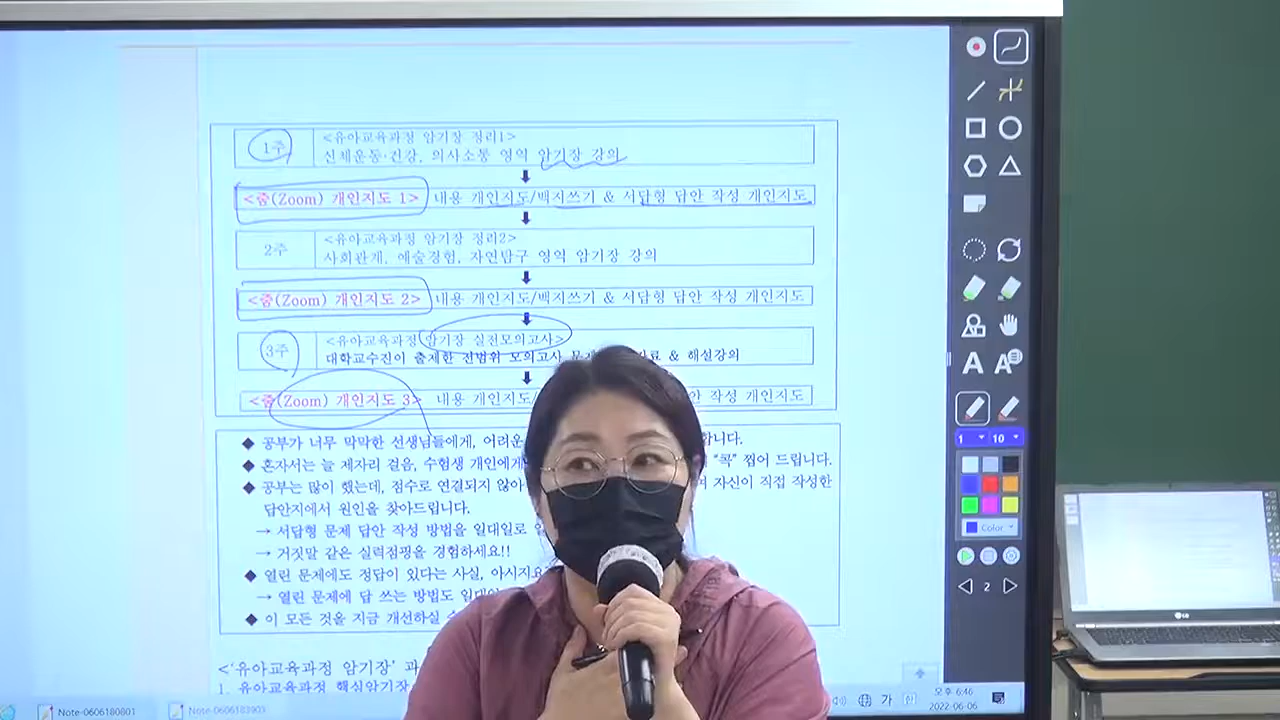 1주
<유아교육과정 암기장 정리1>
신체운동·건강, 의사소통 영역 암기장 강의
<줌(Zoom) 개인지도 1> 내용 개인지도/백지쓰기 & 서답형 답안 작성 개인지도
2주
<유아교육과정 암기장 정리2>
사회관계, 예술경험, 자연탐구 영역 암기장 강의
<줌(Zoom) 개인지도 2> 내용 개인지도/백지쓰기 & 서답형 답안 작성 개인지도
3주
<유아교육과정 암기장 실전모의고사>
대학교수진이 출제한 전범위 모의고사 & 해설강의
<줌(Zoom) 개인지도 3> 내용 개인지도 작성 개인지도
◆ 공부가 너무 막막한 선생님들에게, 어려운
◆ 혼자서는 늘 제자리 걸음, 수험생 개인에게 "콕" 찝어 드립니다.
◆ 공부는 많이 했는데, 점수로 연결되지 않아 자신이 직접 작성한
답안지에서 원인을 찾아드립니다.
→ 서답형 문제 답안 작성 방법을 일대일로
→ 거짓말 같은 실력점핑을 경험하세요!!
◆ 열린 문제에도 정답이 있다는 사실, 아시지요
→ 열린 문제에 답 쓰는 방법도
◆ 이 모든 것을 지금 개선하실
<'유아교육과정 암기장' 과
1. 유아교육과정 핵심암기장
1 10
Color
2
LG
Note-0606180801
Note-0606183903
가
오후 6:46
2022-06-06